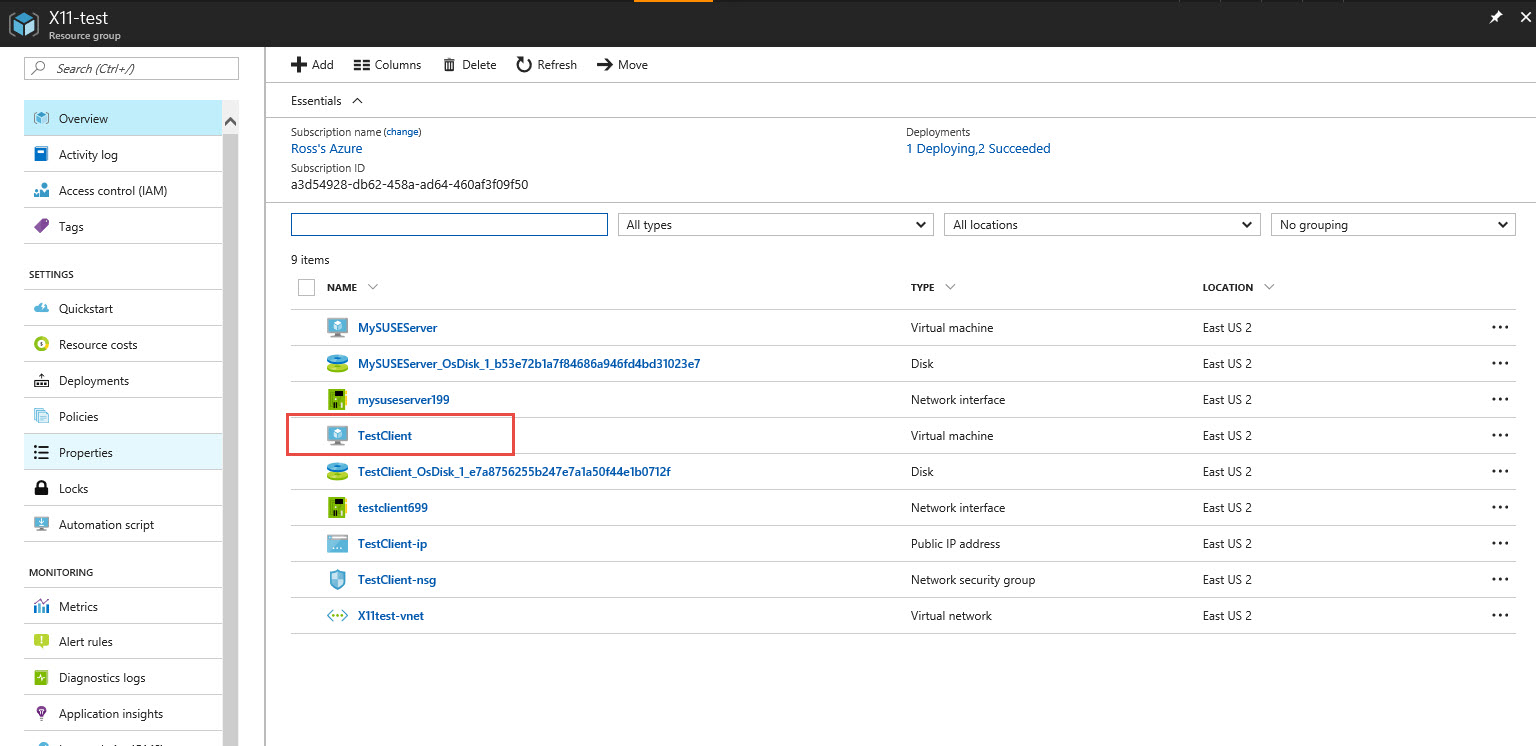 X11-test
Resource group
Search (Ctrl+/)
Overview
Activity log
Access control (IAM)
Tags
SETTINGS
Quickstart
Resource costs
Deployments
Policies
Properties
Locks
Automation script
MONITORING
Metrics
Alert rules
Diagnostics logs
Application insights
Add Columns Delete Refresh Move
Essentials
Subscription name (change)
Ross's Azure
Subscription ID
a3d54928-db62-458a-ad64-460af3f09f50
Deployments
1 Deploying,2 Succeeded
All types All locations No grouping
9 items
NAME TYPE LOCATION
MySUSEServer Virtual machine East US 2
MySUSEServer_OsDisk_1_b53e72b1a7f84686a946fd4bd31023e7 Disk East US 2
mysuseserver199 Network interface East US 2
TestClient Virtual machine East US 2
TestClient_OsDisk_1_e7a8756255b247e7a1a50f44e1b0712f Disk East US 2
testclient699 Network interface East US 2
TestClient-ip Public IP address East US 2
TestClient-nsg Network security group East US 2
X11test-vnet Virtual network East US 2